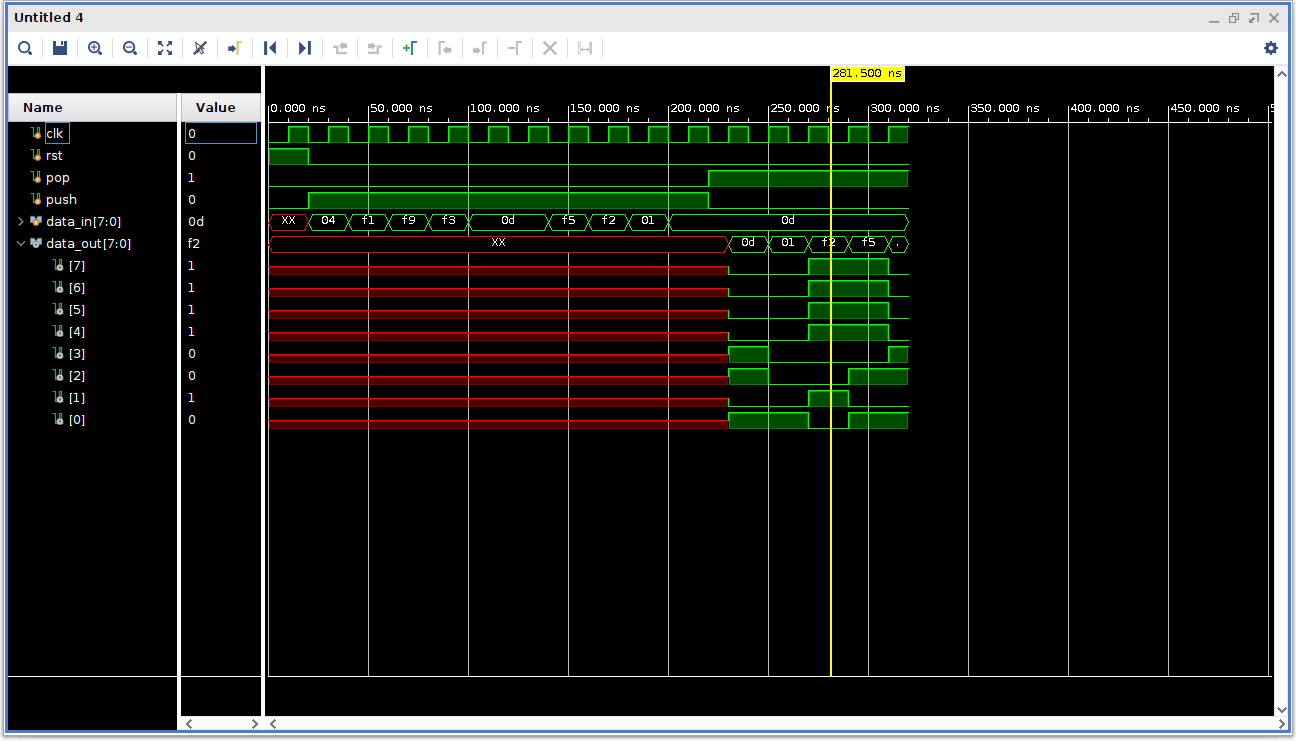 Untitled 4
281.500 ns
Name Value
0.000 ns 50.000 ns 100.000 ns 150.000 ns 200.000 ns 250.000 ns 300.000 ns 350.000 ns 400.000 ns 450.000 ns
clk 0
rst 0
pop 1
push 0
data_in[7:0] 0d XX 04 f1 f9 f3 0d f5 f2 01 0d
data_out[7:0] f2 XX 0d 01 f2 f5 .
[7] 1
[6] 1
[5] 1
[4] 1
[3] 0
[2] 0
[1] 1
[0] 0